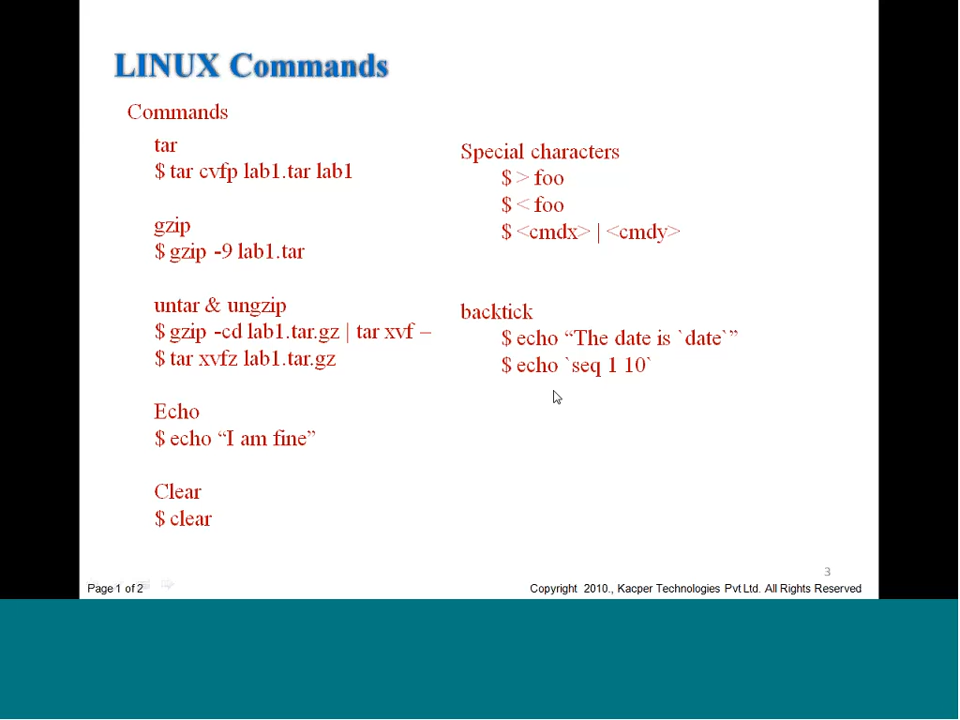 LINUX Commands
Commands
tar
$ tar cvfp lab1.tar lab1
gzip
$ gzip -9 lab1.tar
untar & ungzip
$ gzip -cd lab1.tar.gz | tar xvf –
$ tar xvfz lab1.tar.gz
Echo
$ echo “I am fine”
Clear
$ clear
Special characters
$ > foo
$ < foo
$ <cmdx> | <cmdy>
backtick
$ echo “The date is `date`”
$ echo `seq 1 10`
3
Page 1 of 2
Copyright 2010., Kacper Technologies Pvt Ltd. All Rights Reserved